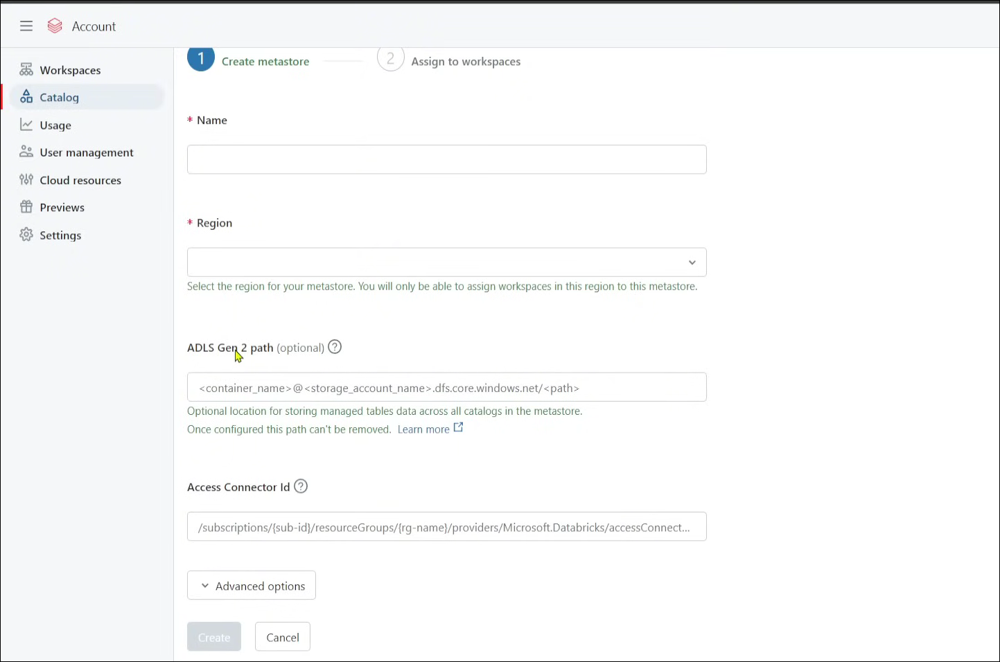 Account
Workspaces
Catalog
Usage
User management
Cloud resources
Previews
Settings
1 Create metastore 2 Assign to workspaces
* Name
* Region
Select the region for your metastore. You will only be able to assign workspaces in this region to this metastore.
ADLS Gen 2 path (optional) ?
<container_name>@<storage_account_name>.dfs.core.windows.net/<path>
Optional location for storing managed tables data across all catalogs in the metastore.
Once configured this path can't be removed. Learn more
Access Connector Id ?
/subscriptions/{sub-id}/resourceGroups/{rg-name}/providers/Microsoft.Databricks/accessConnect...
Advanced options
Create Cancel